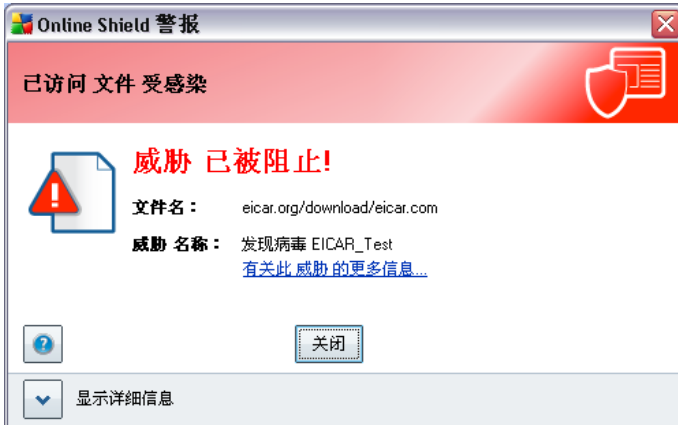 Online Shield 警报
已访问 文件 受感染
威胁 已被阻止!
文件名： eicar.org/download/eicar.com
威胁 名称： 发现病毒 EICAR_Test
有关此 威胁 的更多信息...
关闭
显示详细信息